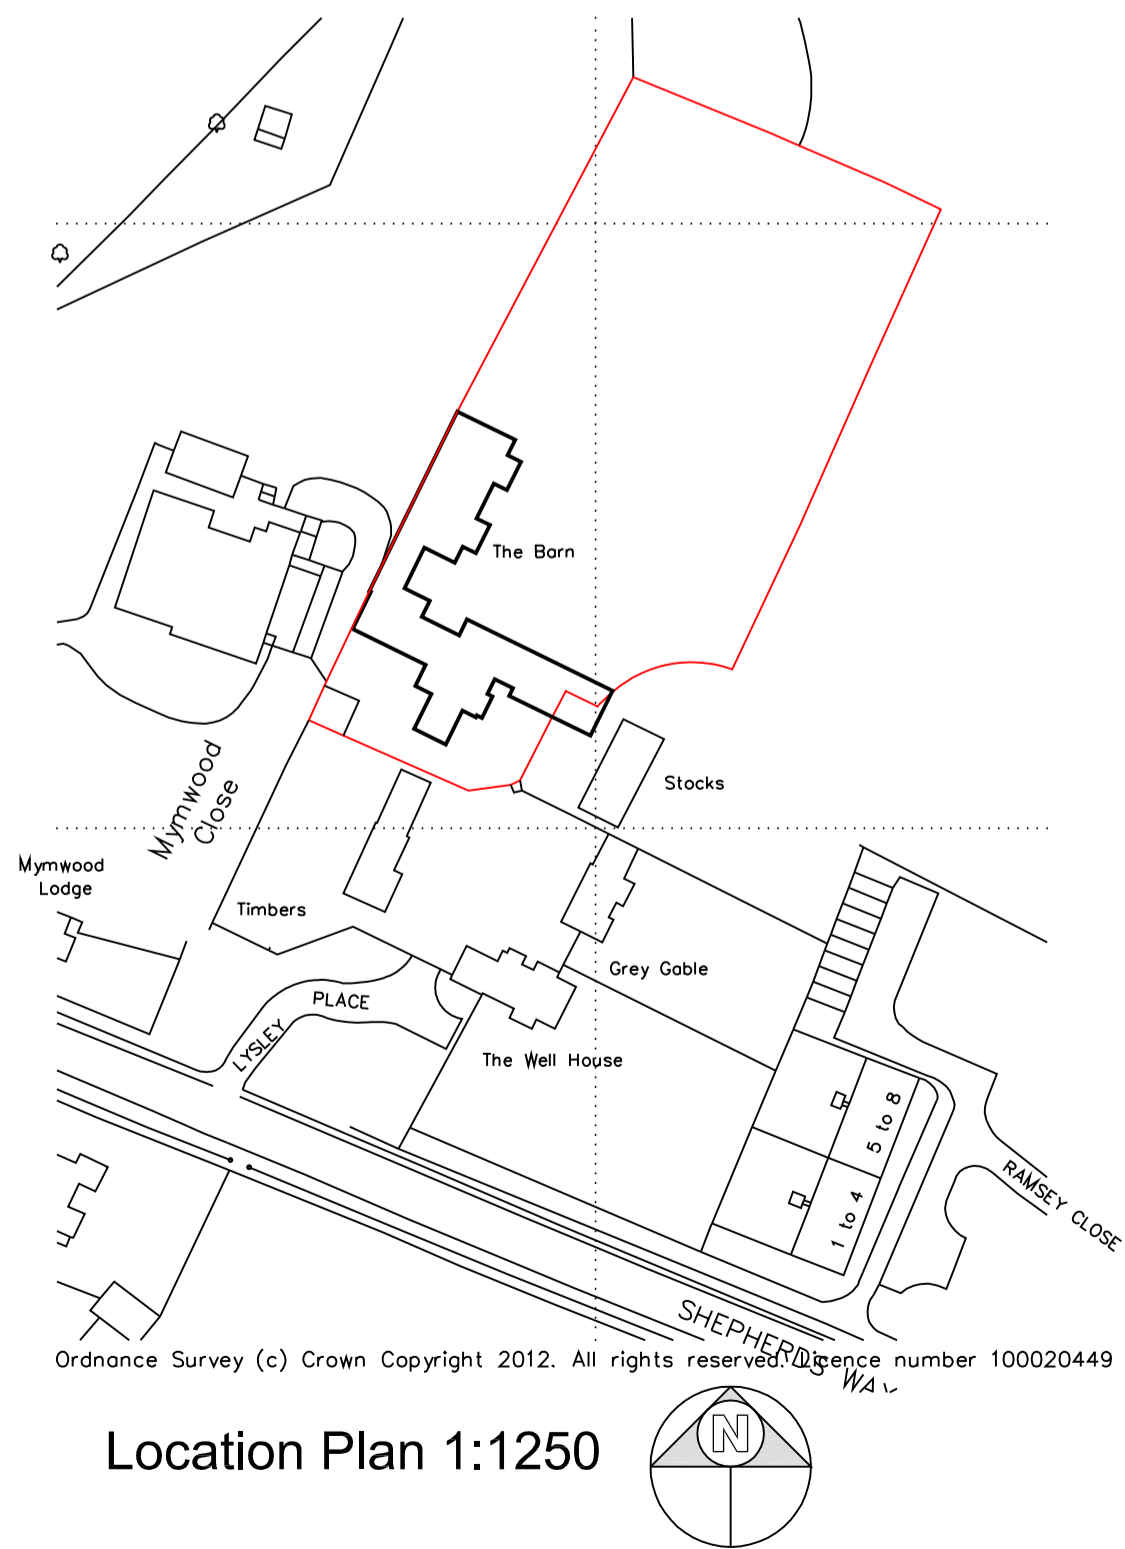 The Barn
Mymwood
Close
Stocks
Mymwood
Lodge
Timbers
Grey Gable
PLACE
LYSLEY
The Well House
5 to 8
1 to 4
RAMSEY CLOSE
SHEPHERDS WAY
Ordnance Survey (c) Crown Copyright 2012. All rights reserved. Licence number 100020449
Location Plan 1:1250
N